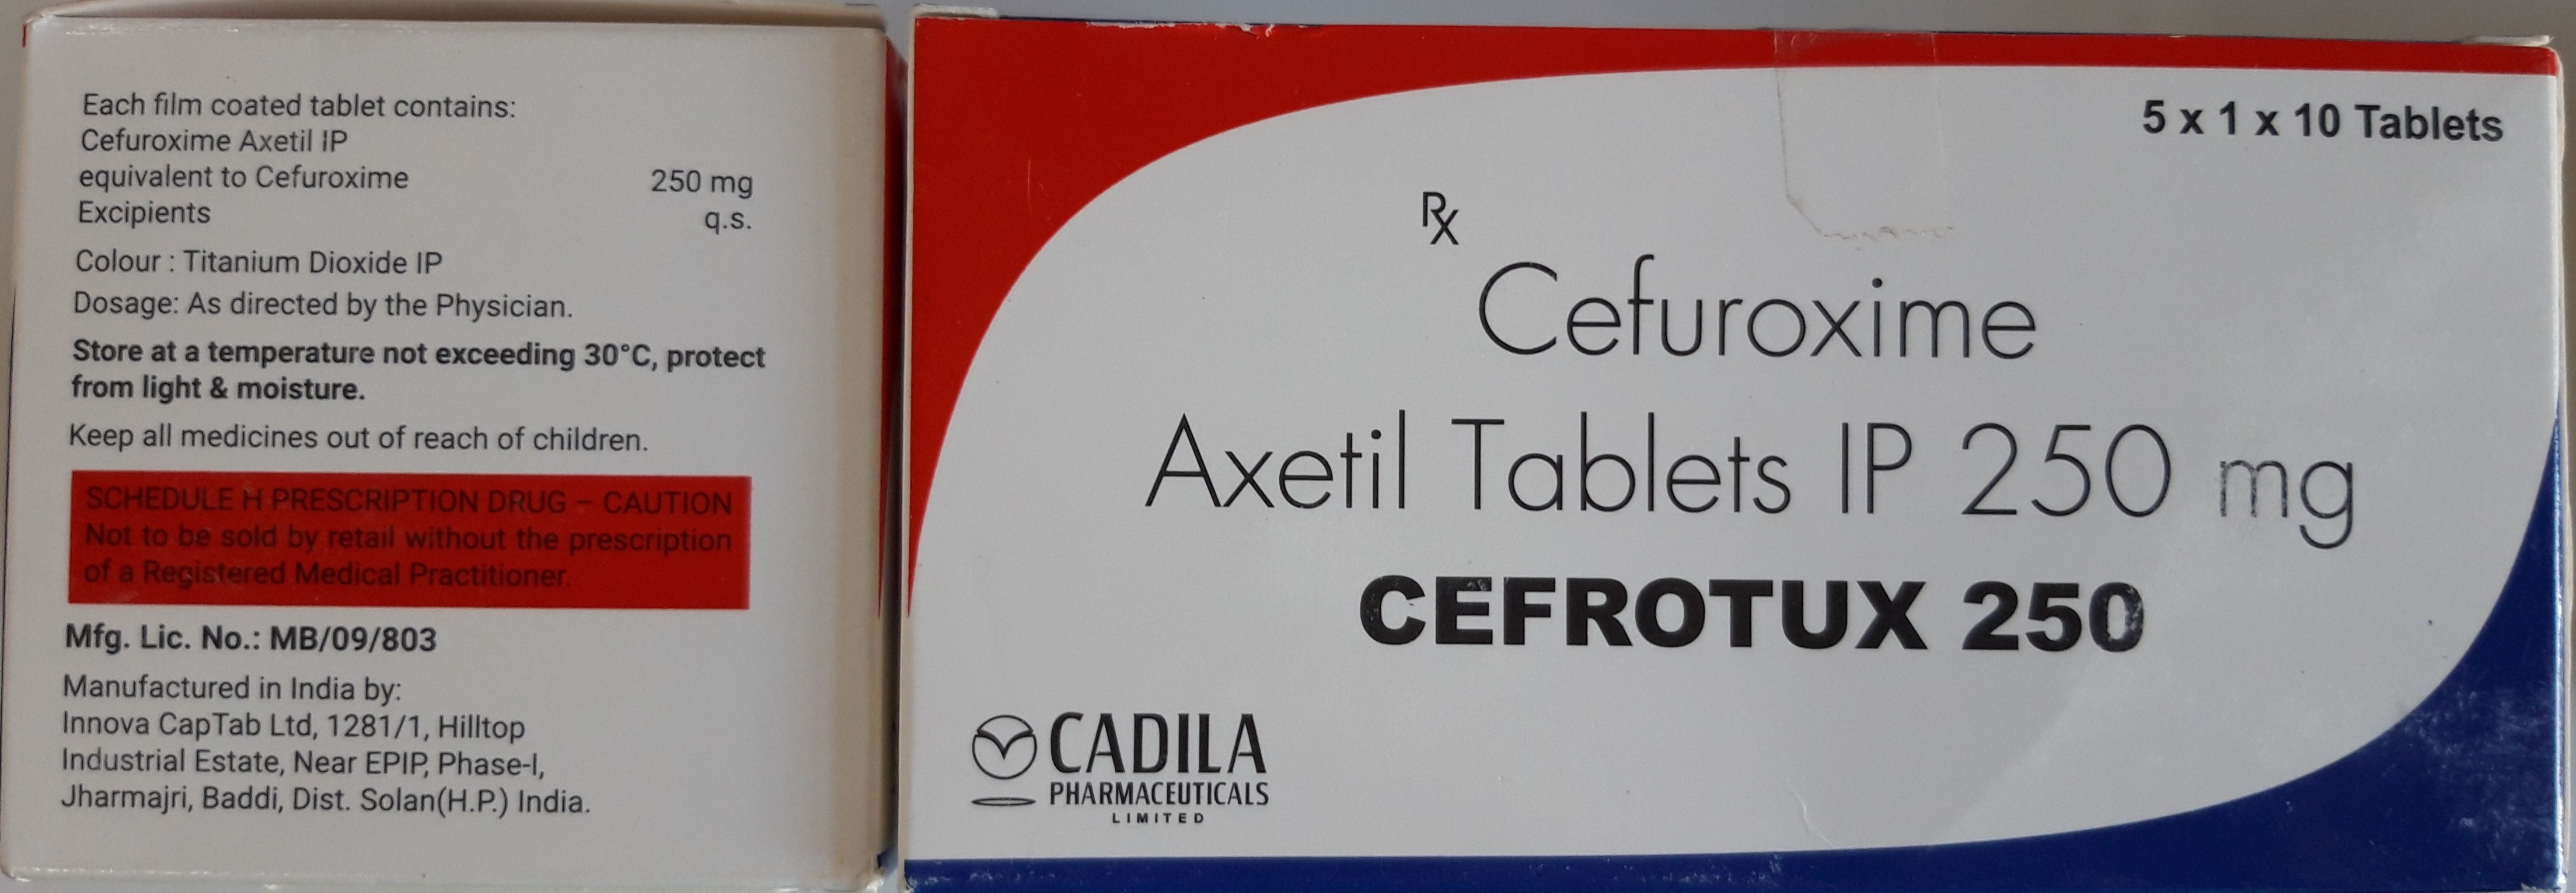 Each film coated tablet contains:
Cefuroxime Axetil IP
equivalent to Cefuroxime 250 mg
Excipients q.s.
Colour : Titanium Dioxide IP
Dosage: As directed by the Physician.
Store at a temperature not exceeding 30°C, protect
from light & moisture.
Keep all medicines out of reach of children.
SCHEDULE H PRESCRIPTION DRUG – CAUTION
Not to be sold by retail without the prescription
of a Registered Medical Practitioner.
Mfg. Lic. No.: MB/09/803
Manufactured in India by:
Innova CapTab Ltd, 1281/1, Hilltop
Industrial Estate, Near EPIP, Phase-I,
Jharmajri, Baddi, Dist. Solan(H.P.) India.
5 x 1 x 10 Tablets
Rx
Cefuroxime
Axetil Tablets IP 250 mg
CEFROTUX 250
CADILA
PHARMACEUTICALS
LIMITED